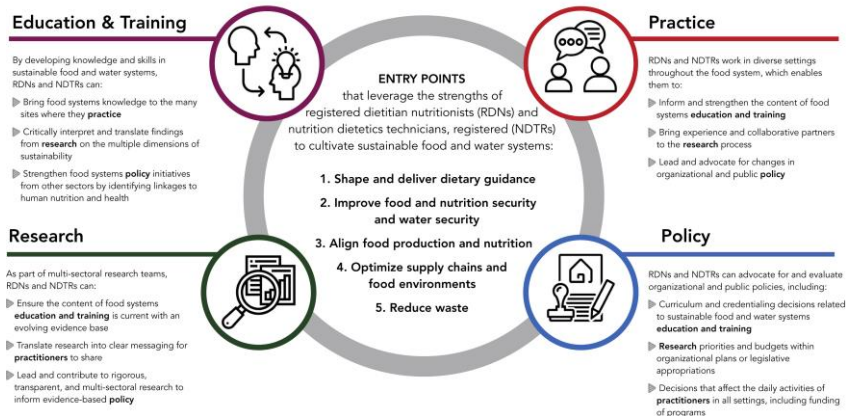 Education & Training
By developing knowledge and skills in
sustainable food and water systems,
RDNs and NDTRs can:
Bring food systems knowledge to the many
sites where they practice
Critically interpret and translate findings
from research on the multiple dimensions of
sustainability
Strengthen food systems policy initiatives
from other sectors by identifying linkages to
human nutrition and health
ENTRY POINTS
that leverage the strengths of
registered dietitian nutritionists (RDNs) and
nutrition dietetics technicians, registered (NDTRs)
to cultivate sustainable food and water systems:
1. Shape and deliver dietary guidance
2. Improve food and nutrition security
and water security
3. Align food production and nutrition
4. Optimize supply chains and
food environments
5. Reduce waste
Practice
RDNs and NDTRs work in diverse settings
throughout the food system, which enables
them to:
Inform and strengthen the content of food
systems education and training
Bring experience and collaborative partners
to the research process
Lead and advocate for changes in
organizational and public policy
Research
As part of multi-sectoral research teams,
RDNs and NDTRs can:
Ensure the content of food systems
education and training is current with an
evolving evidence base
Translate research into clear messaging for
practitioners to share
Lead and contribute to rigorous,
transparent, and multi-sectoral research to
inform evidence-based policy
Policy
RDNs and NDTRs can advocate for and evaluate
organizational and public policies, including:
Curriculum and credentialing decisions related
to sustainable food and water systems
education and training
Research priorities and budgets within
organizational plans or legislative
appropriations
Decisions that affect the daily activities of
practitioners in all settings, including funding
of programs